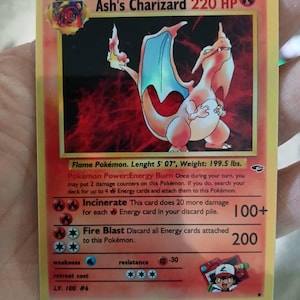 Ash's Charizard 220 HP
Flame Pokémon. Lenght 5' 07", Weight: 199.5 lbs.
Pokemon Power:Energy Burn Once during your turn, you
may put 2 damage counters on this Pokémon. If you do, search your
deck for up to 4 Energy cards and attach them to this Pokémon.
Incinerate This card does 20 more damage
for each Energy card in your discard pile. 100+
Fire Blast Discard all Energy cards attached
to this Pokémon. 200
weakness resistance -30
retreat cost
LV. 100 #6